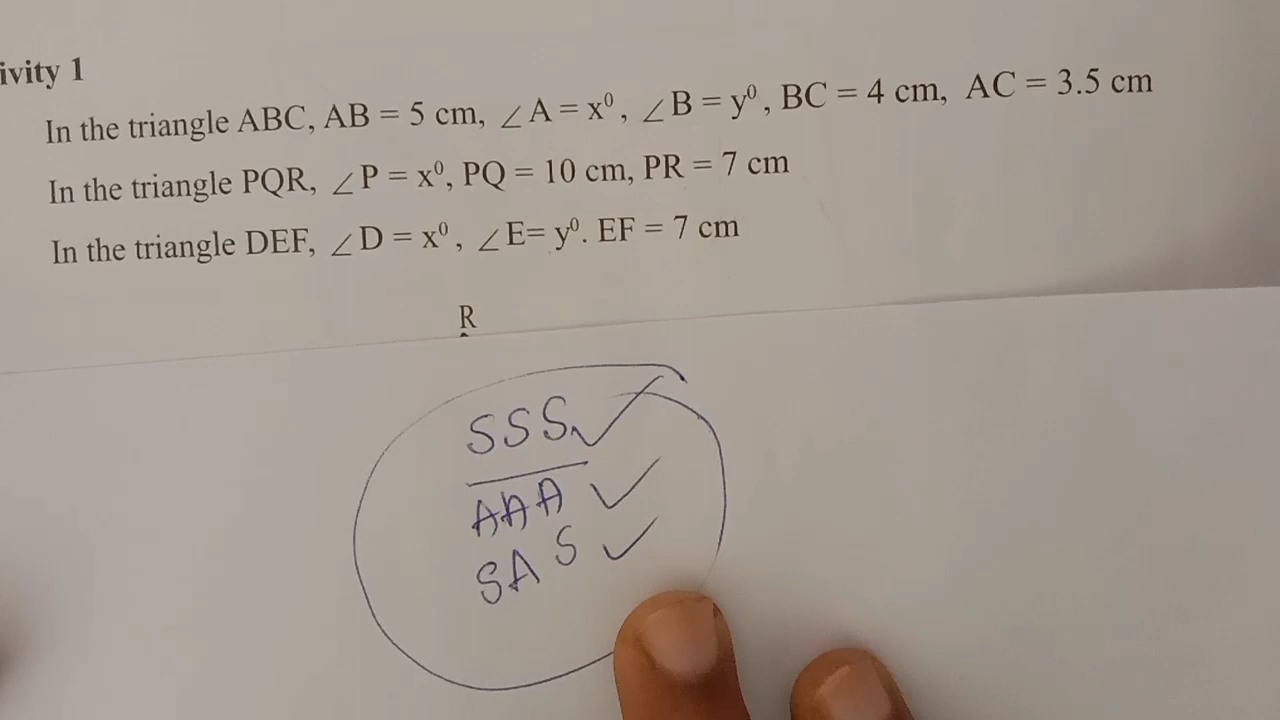 ivity 1
In the triangle ABC, AB = 5 cm, ∠A = x⁰, ∠B = y⁰, BC = 4 cm, AC = 3.5 cm
In the triangle PQR, ∠P = x⁰, PQ = 10 cm, PR = 7 cm
In the triangle DEF, ∠D = x⁰, ∠E= y⁰. EF = 7 cm
R
SSS ✓
AAA ✓
SAS ✓